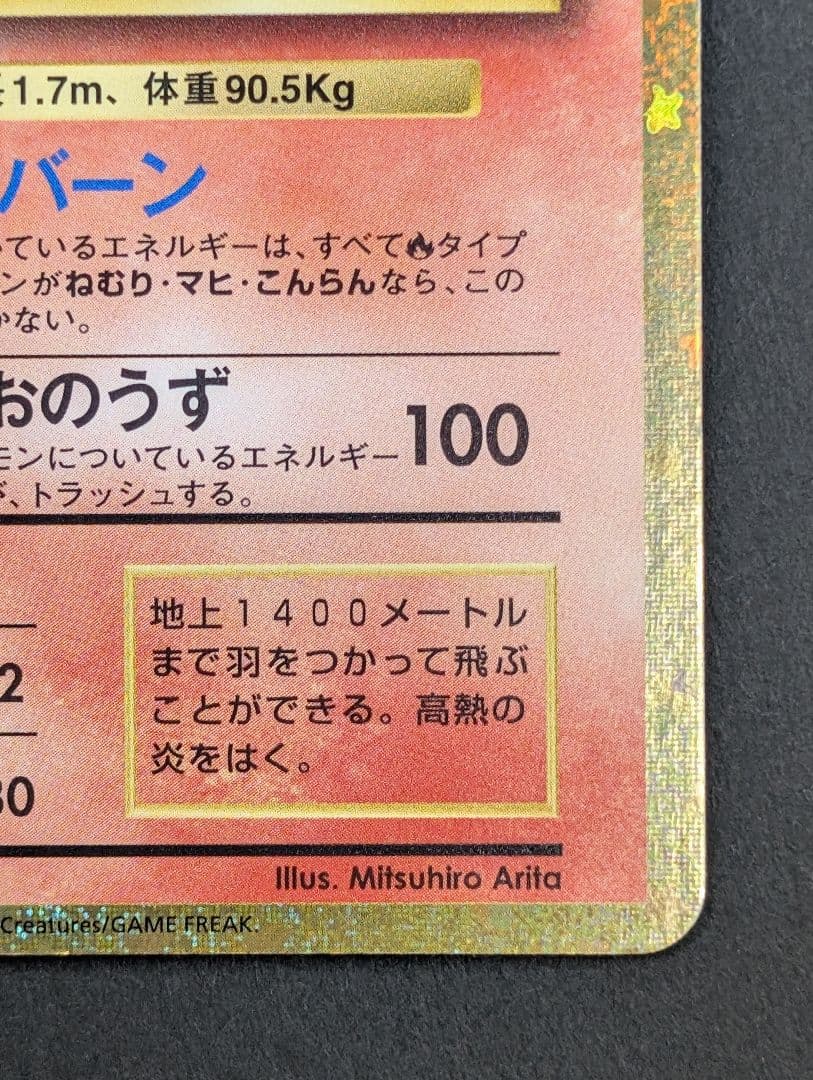 長1.7m、体重90.5Kg
バーン
いているエネルギーは、すべて🔥タイプ
ンがねむり・マヒ・こんらんなら、この
かない。
おのうず
100
モンについているエネルギー
が、トラッシュする。
2
30
地上1400メートル
まで羽をつかって飛ぶ
ことができる。高熱の
炎をはく。
Illus. Mitsuhiro Arita
Creatures/GAME FREAK.